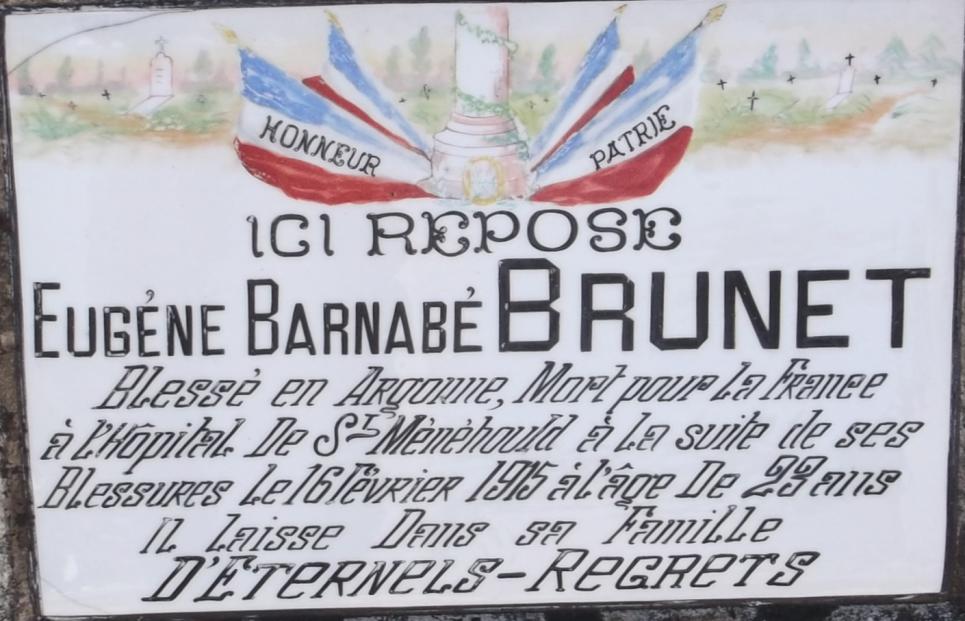 HONNEUR
PATRIE
ICI REPOSE
EUGÉNE BARNABÉ BRUNET
Blessé en Argonne, Mort pour La France
à l'Hôpital De St Ménéhould à La suite de ses
Blessures Le 16 Février 1915 à l'âge De 23 ans
IL Laisse Dans sa Famille
D'ETERNELS-REGRETS